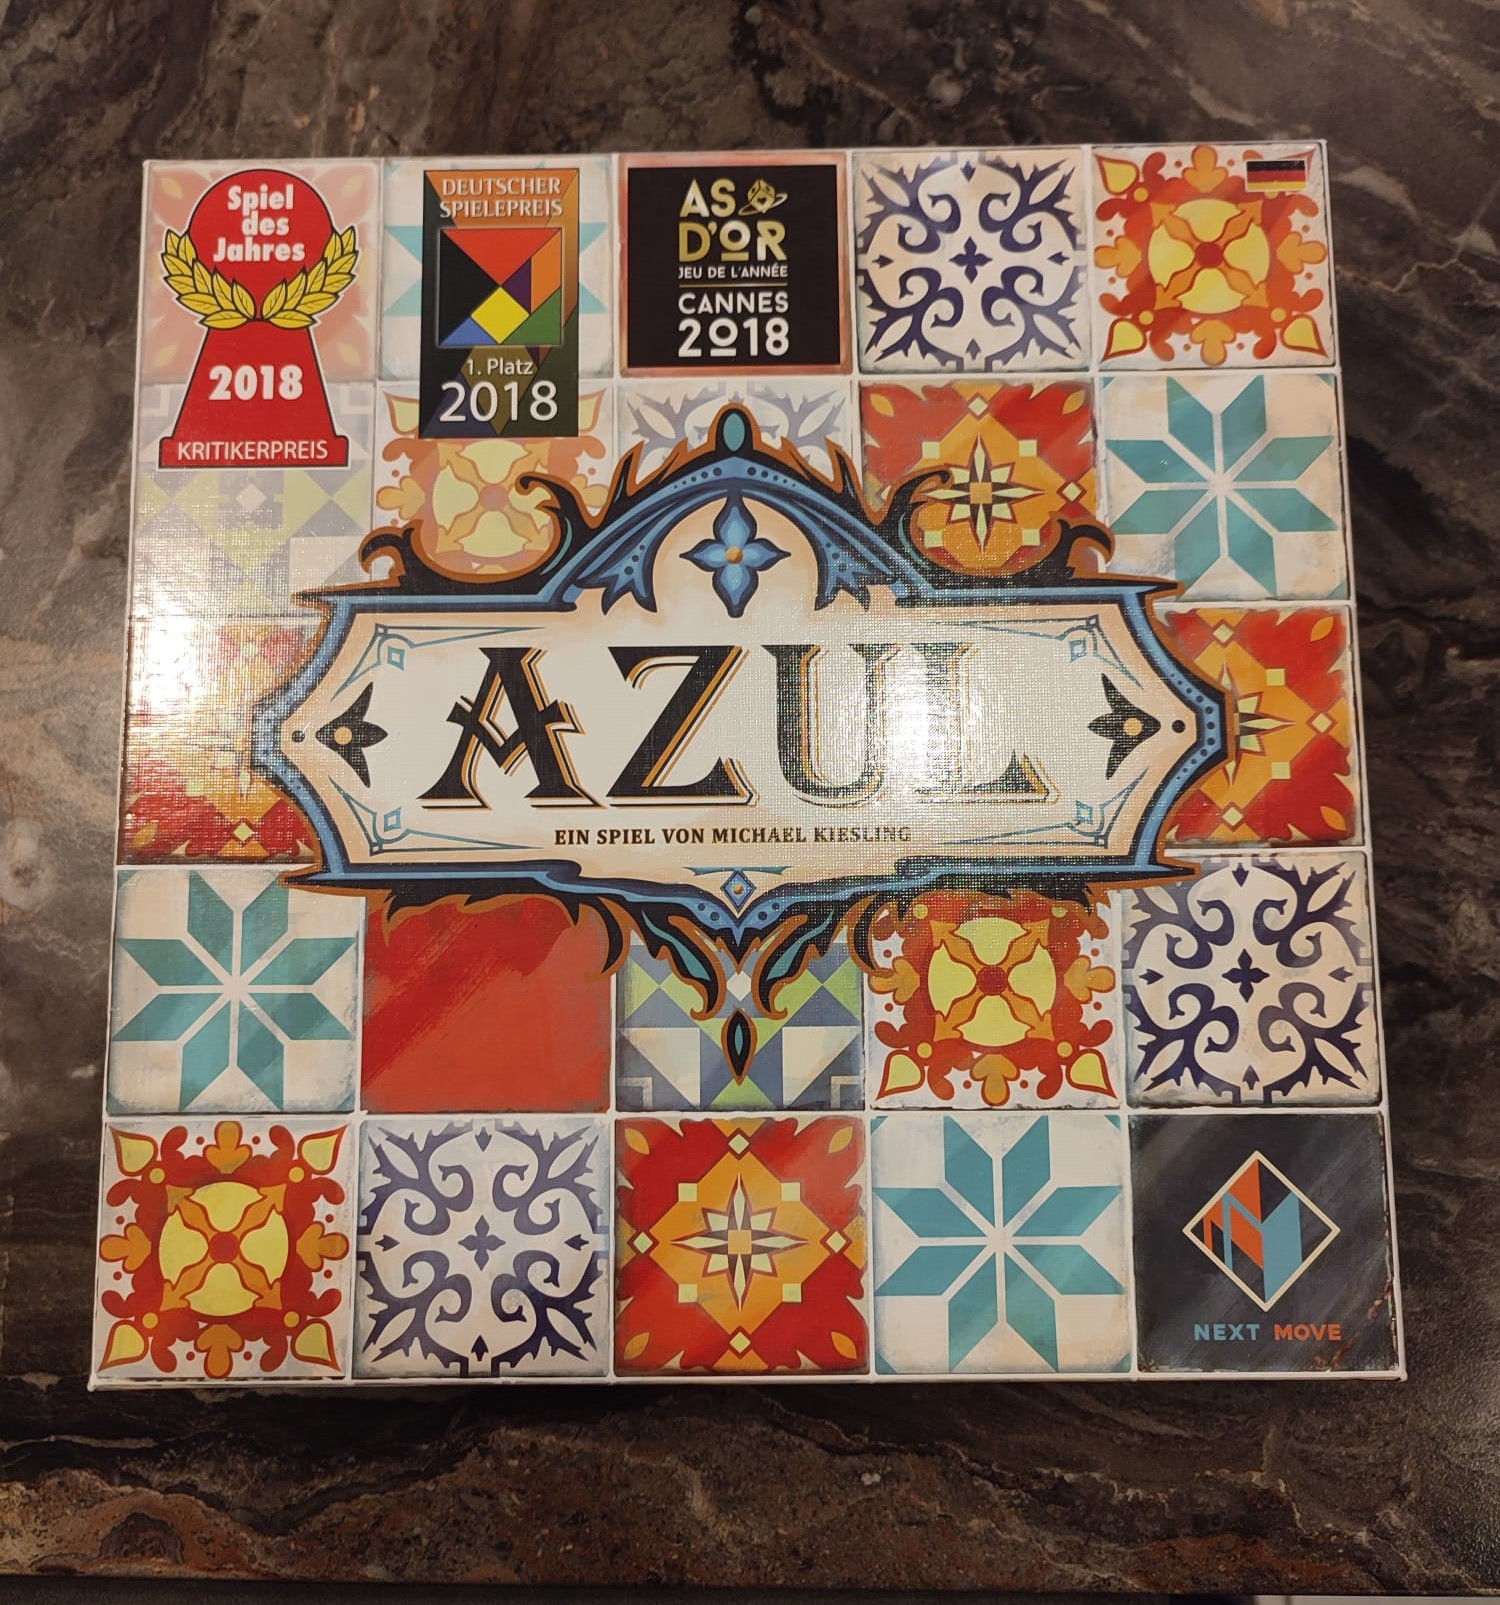 Spiel
des
Jahres
2018
KRITIKERPREIS
DEUTSCHER
SPIELEPREIS
1. Platz
2018
AS
D'OR
JEU DE L'ANNÉE
CANNES
2018
AZUL
EIN SPIEL VON MICHAEL KIESLING
NEXT MOVE